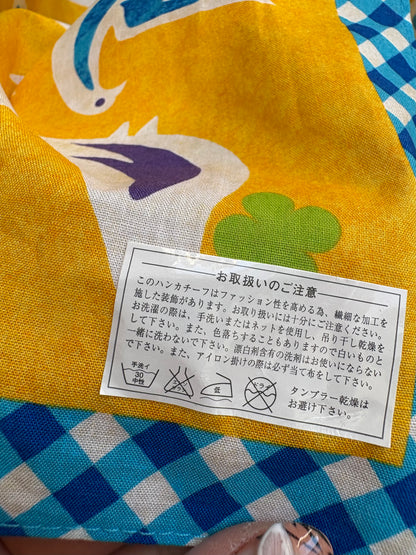 お取扱いのご注意
このハンカチーフはファッション性を高める為、繊細な加工を
施した装飾があります。お取り扱いには十分にご注意ください。
お洗濯の際は、手洗いまたはネットを使用し、吊り干し乾燥を
して下さい。また、色落ちすることもありますので白いものと
一緒に洗わないで下さい。漂白剤含有の洗剤はお使いにならない
で下さい。また、アイロン掛けの際は必ず当て布をして下さい。
手洗イ
30
中性
低
ドライ
タンブラー乾燥は
お避け下さい。